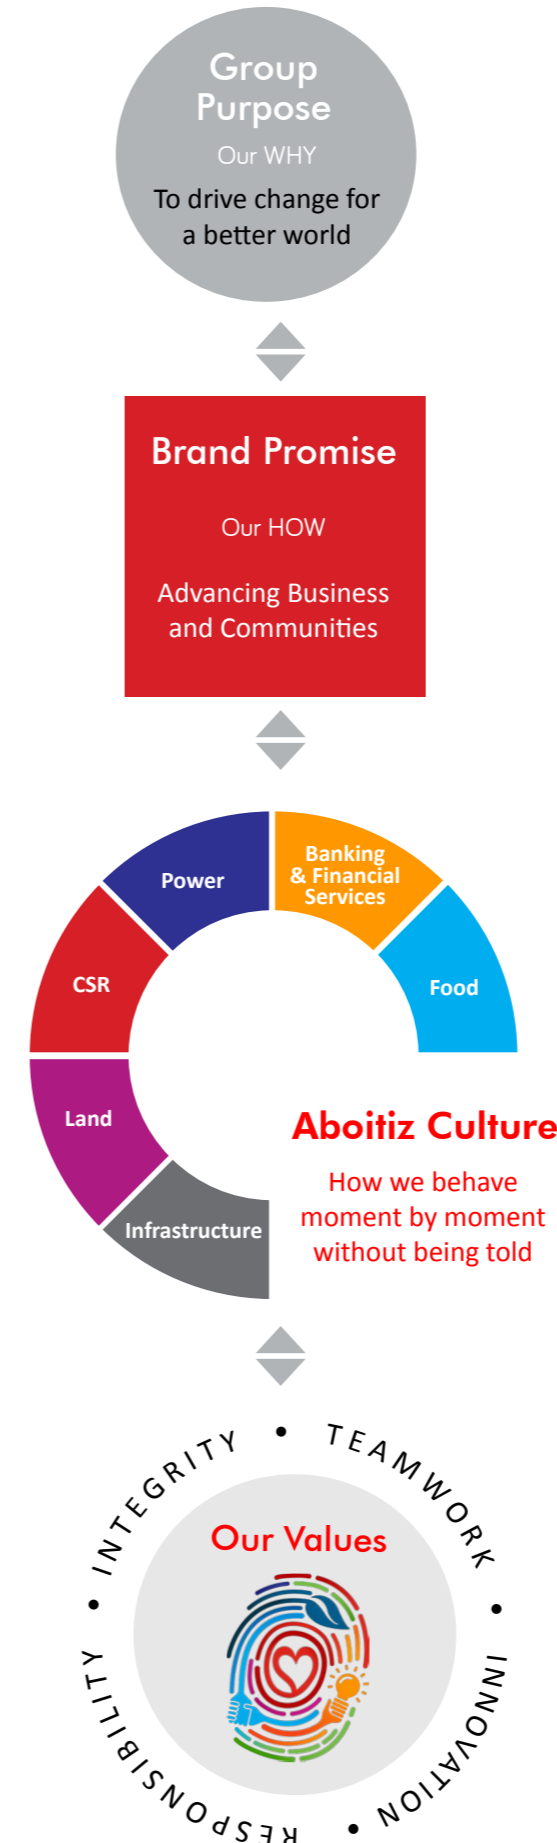 Group
Purpose
Our WHY
To drive change for
a better world
Brand Promise
Our HOW
Advancing Business
and Communities
Power
Banking
& Financial
Services
CSR
Food
Land
Infrastructure
Aboitiz Culture
How we behave
moment by moment
without being told
INTEGRITY • TEAMWORK • INNOVATION • RESPONSIBILITY •
Our Values